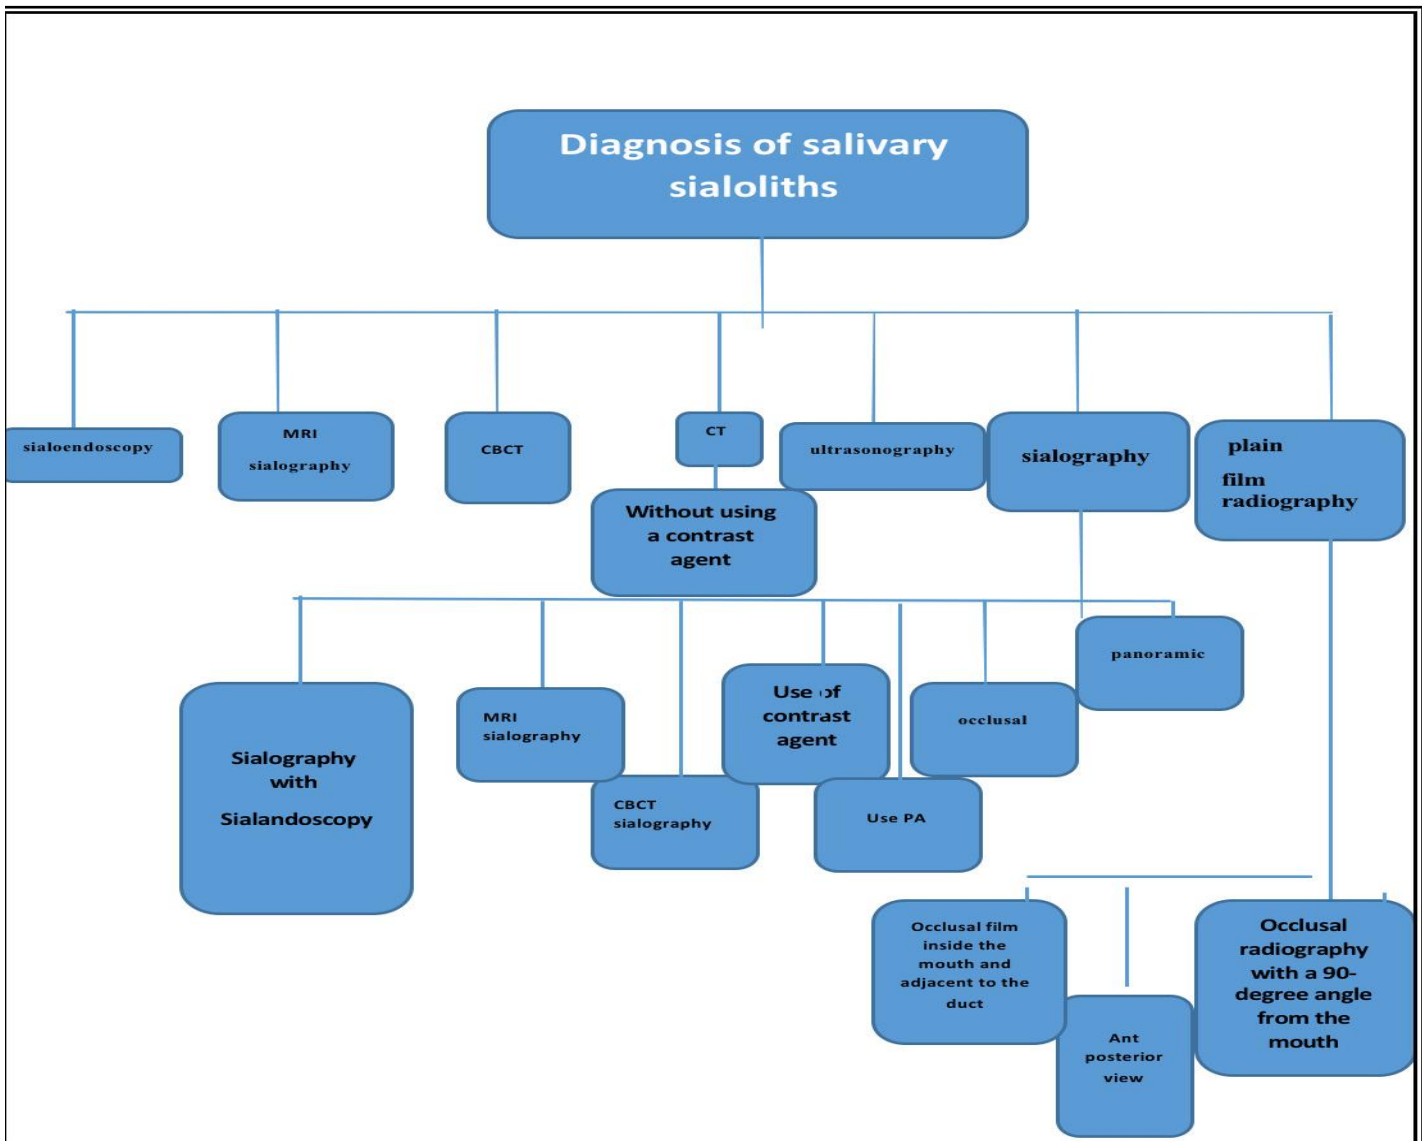 Diagnosis of salivary
sialoliths
sialoendoscopy
MRI
sialography
CBCT
CT
ultrasonography
sialography
plain
film
radiography
Without using
a contrast
agent
Sialography
with
Sialandoscopy
MRI
sialography
CBCT
sialography
Use of
contrast
agent
Use PA
occlusal
panoramic
Occlusal film
inside the
mouth and
adjacent to the
duct
Ant
posterior
view
Occlusal
radiography
with a 90-
degree angle
from the
mouth